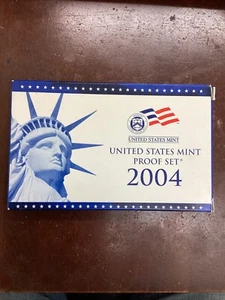 UNITED STATES MINT
UNITED STATES MINT
PROOF SET®
2004